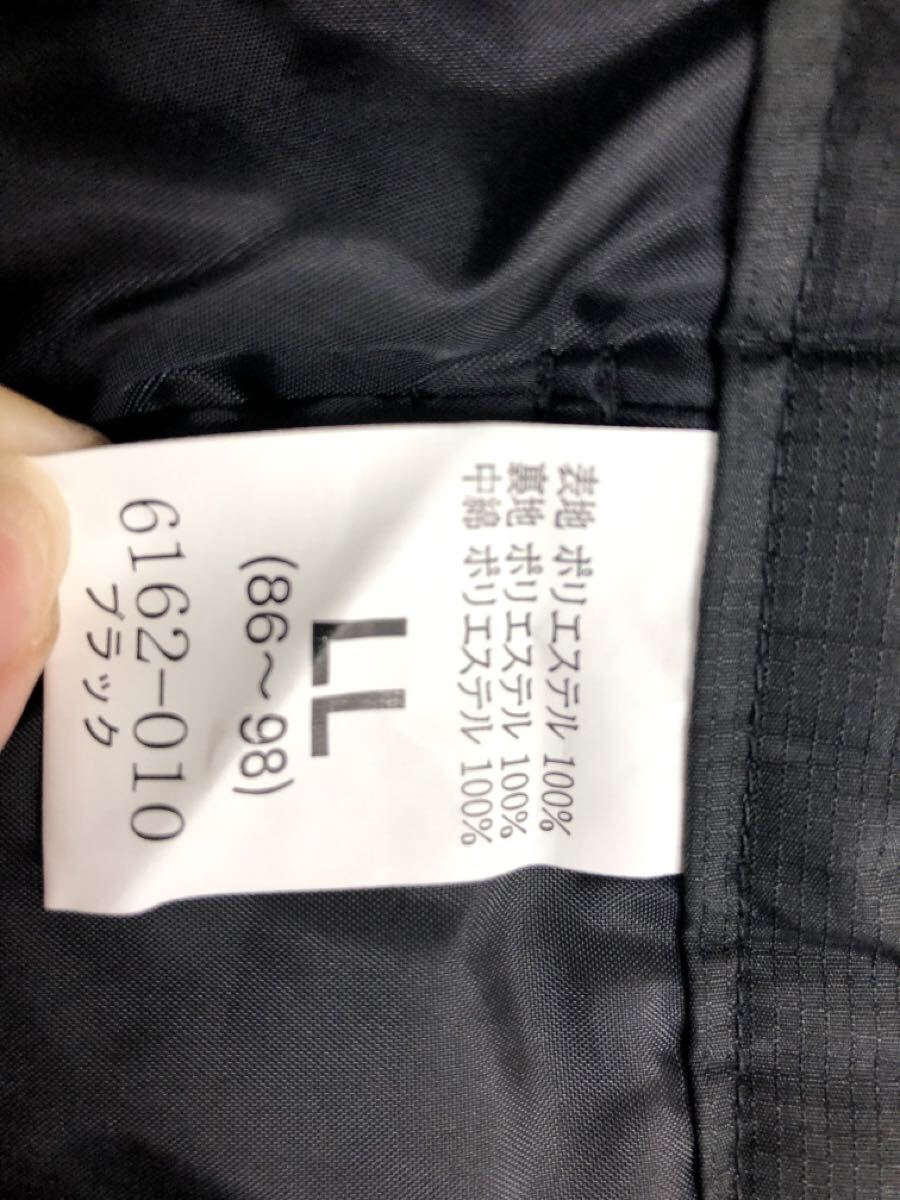 表地 ポリエステル 100%
裏地 ポリエステル 100%
中綿 ポリエステル 100%
LL
(86～98)
6162-010
ブラック